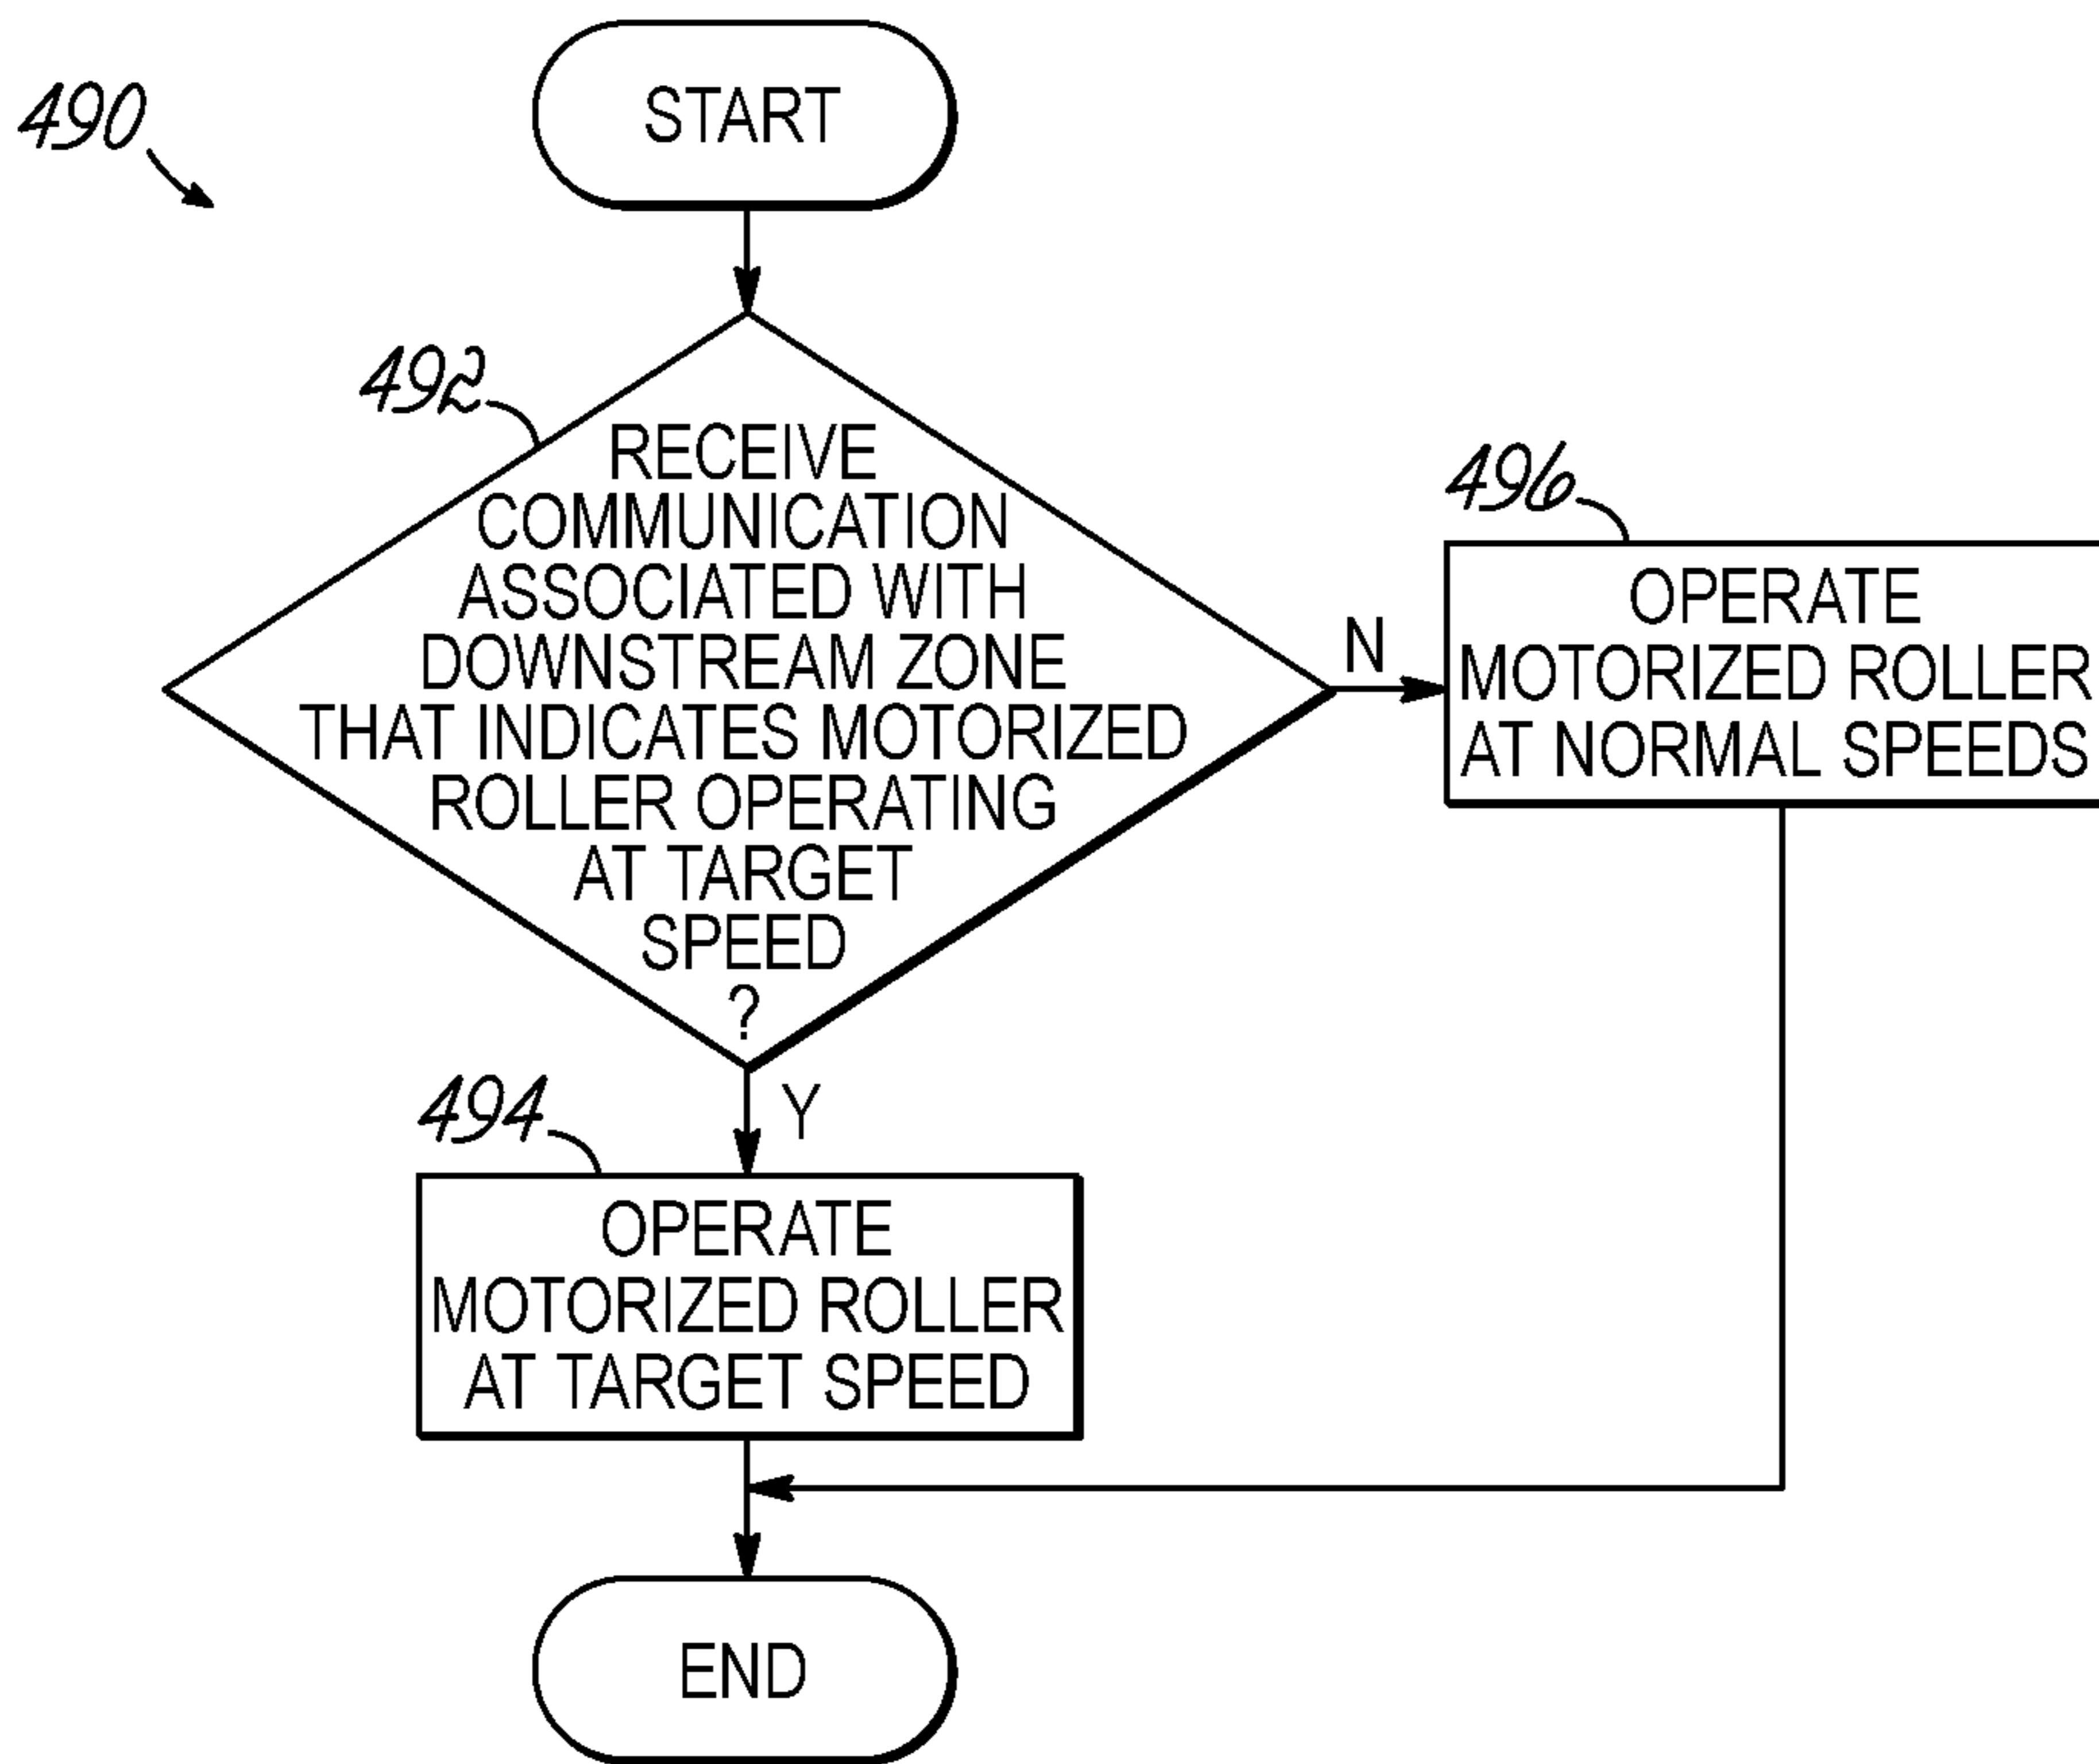 490
START
492
RECEIVE
COMMUNICATION
ASSOCIATED WITH
DOWNSTREAM ZONE
THAT INDICATES MOTORIZED
ROLLER OPERATING
AT TARGET
SPEED
?
N
496
OPERATE
MOTORIZED ROLLER
AT NORMAL SPEEDS
Y
494
OPERATE
MOTORIZED ROLLER
AT TARGET SPEED
END